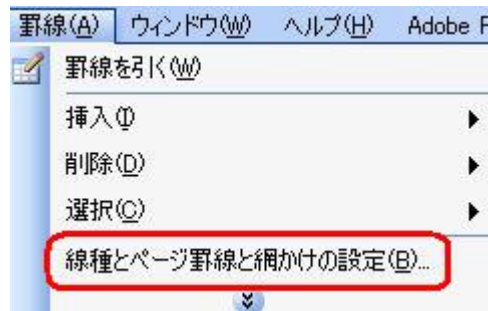 罫線(A) ウィンドウ(W) ヘルプ(H) Adobe
罫線を引く(W)
挿入(I)
削除(D)
選択(C)
線種とページ罫線と網かけの設定(B)...